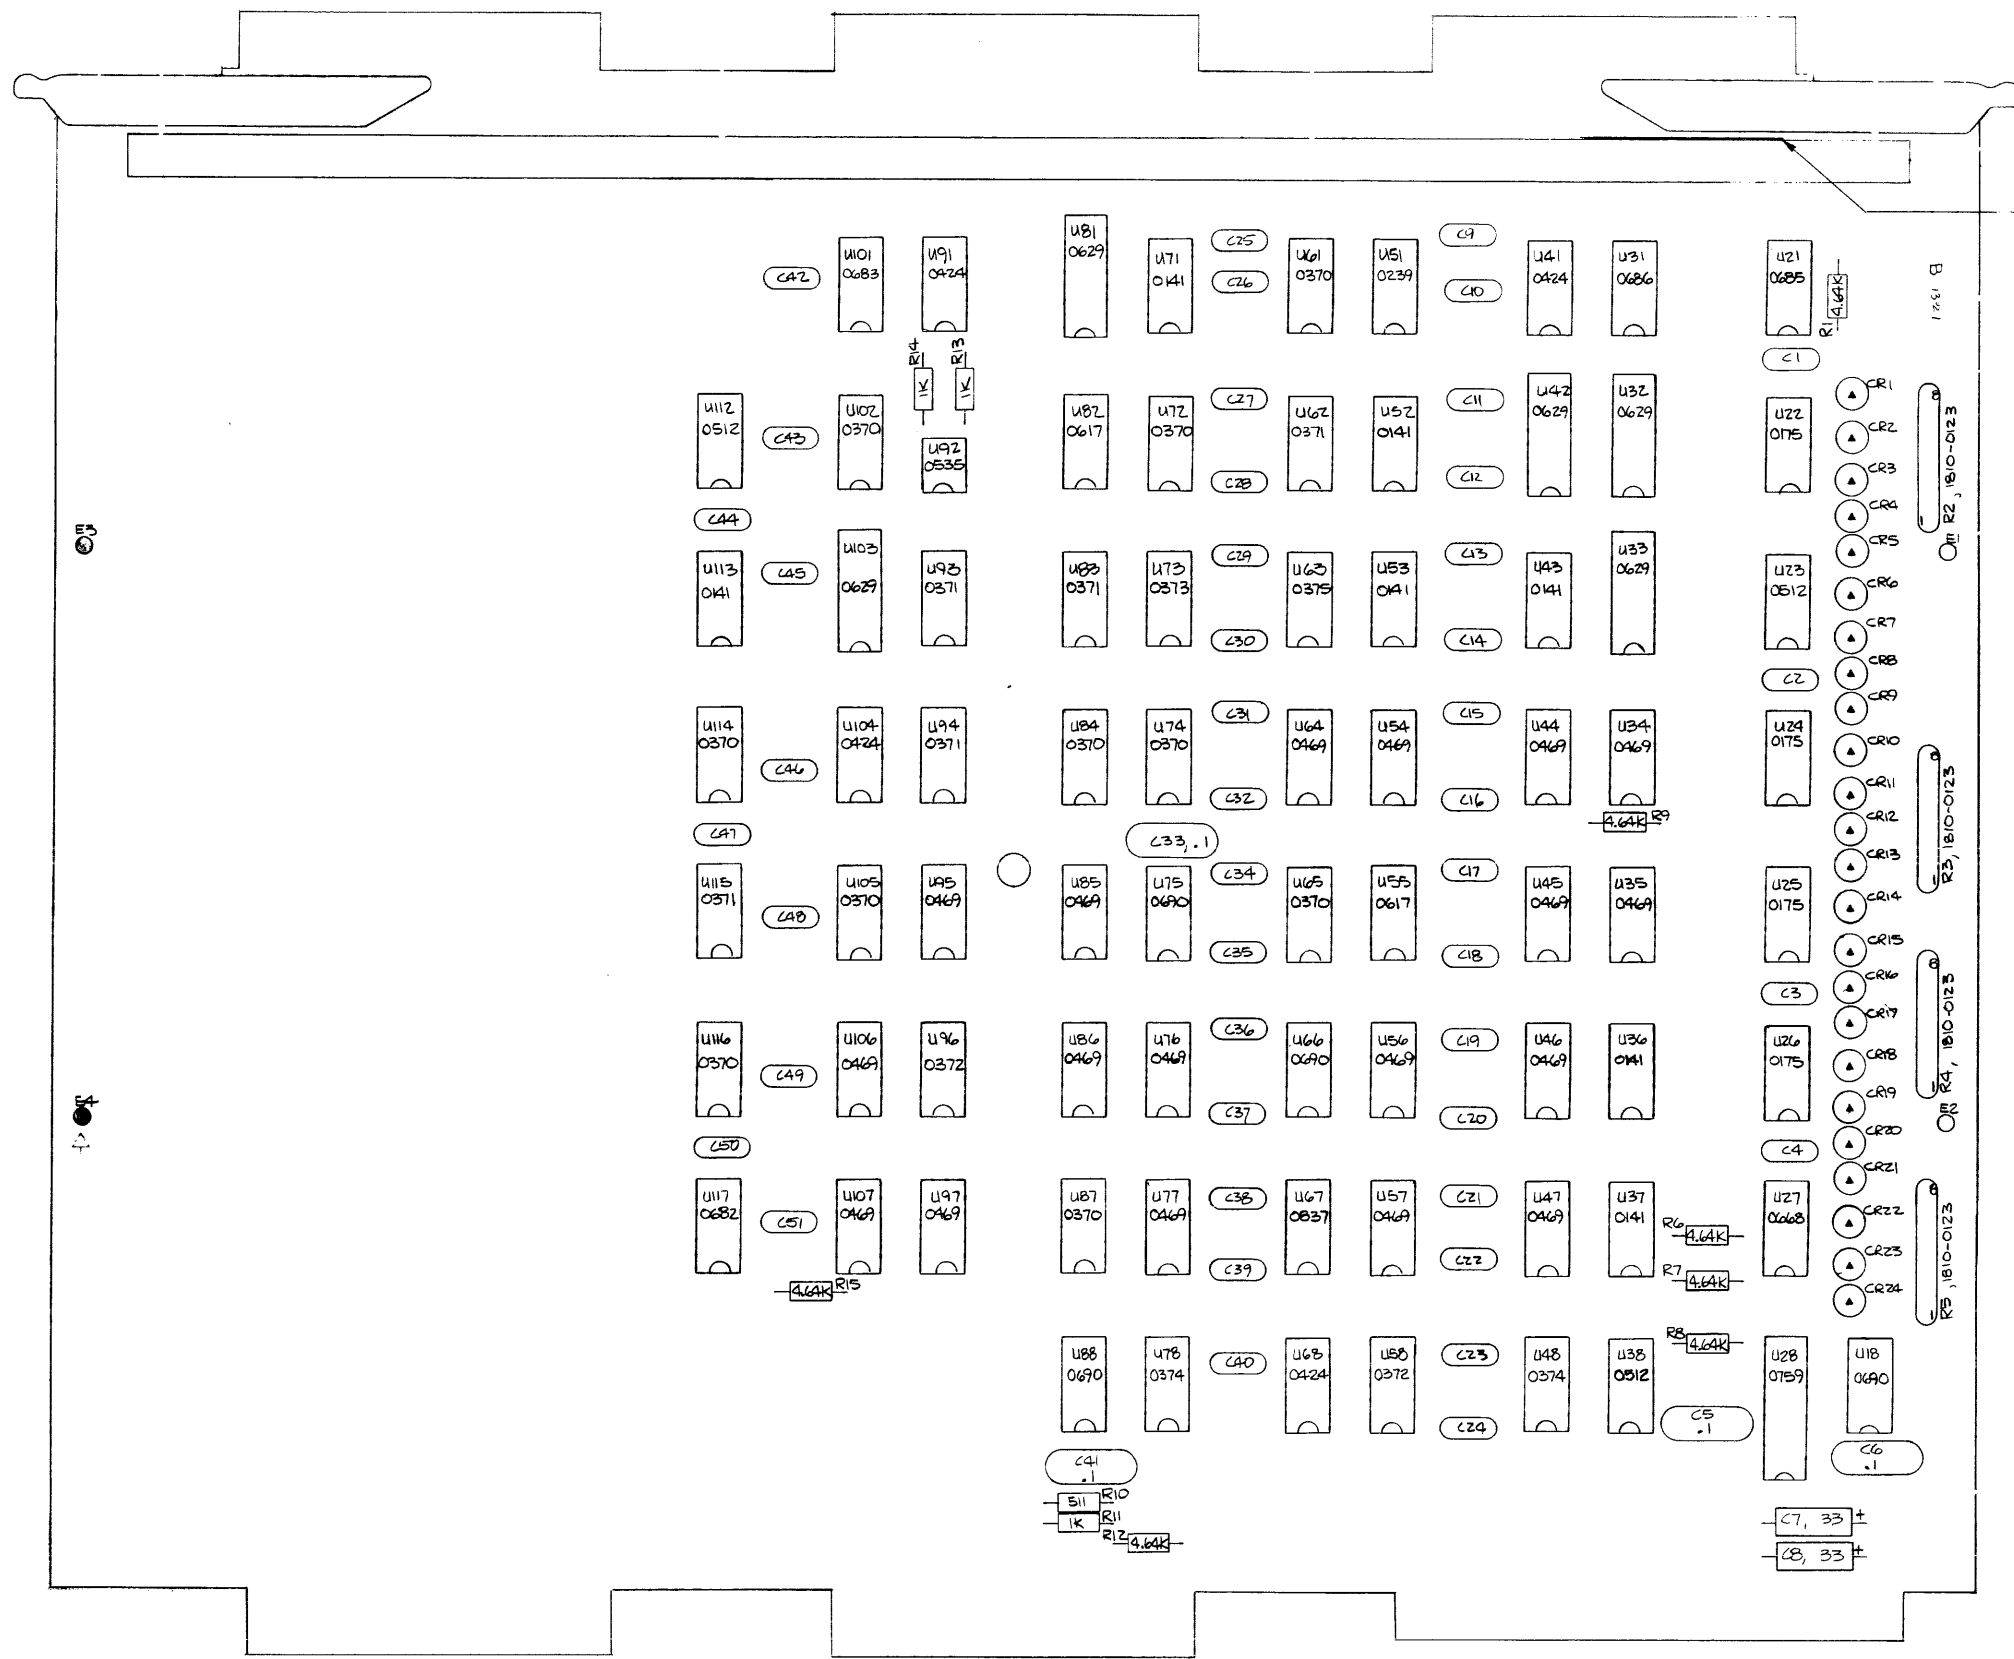 U81
0629
C9
C25
U101
0683
U91
0424
U71
0141
U61
0370
U51
0239
U41
0424
U31
0686
U21
0685
4.64K
R1
B
C42
C26
C10
R14
1K
R13
1K
C1
CR1
U112
0512
C43
U102
0370
U92
0535
U82
0617
U72
0370
C27
U62
0371
U52
0141
C11
U42
0629
U32
0629
U22
0175
CR2
CR3
8
R2, 1810-0123
C28
C12
CR4
C44
E3
CR5
U113
0141
C45
U103
0629
U93
0371
U83
0371
U73
0373
C29
U63
0375
U53
0141
C13
U43
0141
U33
0629
U23
0512
CR6
CR7
C30
C14
CR8
C2
CR9
U114
0370
U104
0424
U94
0371
U84
0370
U74
0370
C31
U64
0469
U54
0469
C15
U44
0469
U34
0469
U24
0175
CR10
C46
CR11
C32
C16
CR12
4.64K
R9
8
R3, 1810-0123
C47
C33, .1
CR13
U115
0371
C48
U105
0370
U95
0469
U85
0469
U75
0690
C34
U65
0370
U55
0617
C17
U45
0469
U35
0469
U25
0175
CR14
CR15
C35
C18
CR16
C3
CR17
8
R4, 1810-0123
U116
0370
C49
U106
0469
U96
0372
U86
0469
U76
0469
C36
U66
0690
U56
0469
C19
U46
0469
U36
0141
U26
0175
CR18
CR19
E4
C37
C20
E2
CR20
C50
C4
CR21
U117
0682
C51
U107
0469
U97
0469
U87
0370
U77
0469
C38
U67
0837
U57
0469
C21
U47
0469
U37
0141
R6
4.64K
U27
0668
CR22
8
R5, 1810-0123
CR23
C39
C22
R7
4.64K
CR24
4.64K
R15
R8
4.64K
U88
0690
U78
0374
C40
U68
0424
U58
0372
C23
U48
0374
U38
0512
U28
0759
U18
0690
C24
C5
.1
C41
.1
C6
.1
511
R10
1K
R11
R12
4.64K
C7, 33 +
C8, 33 +